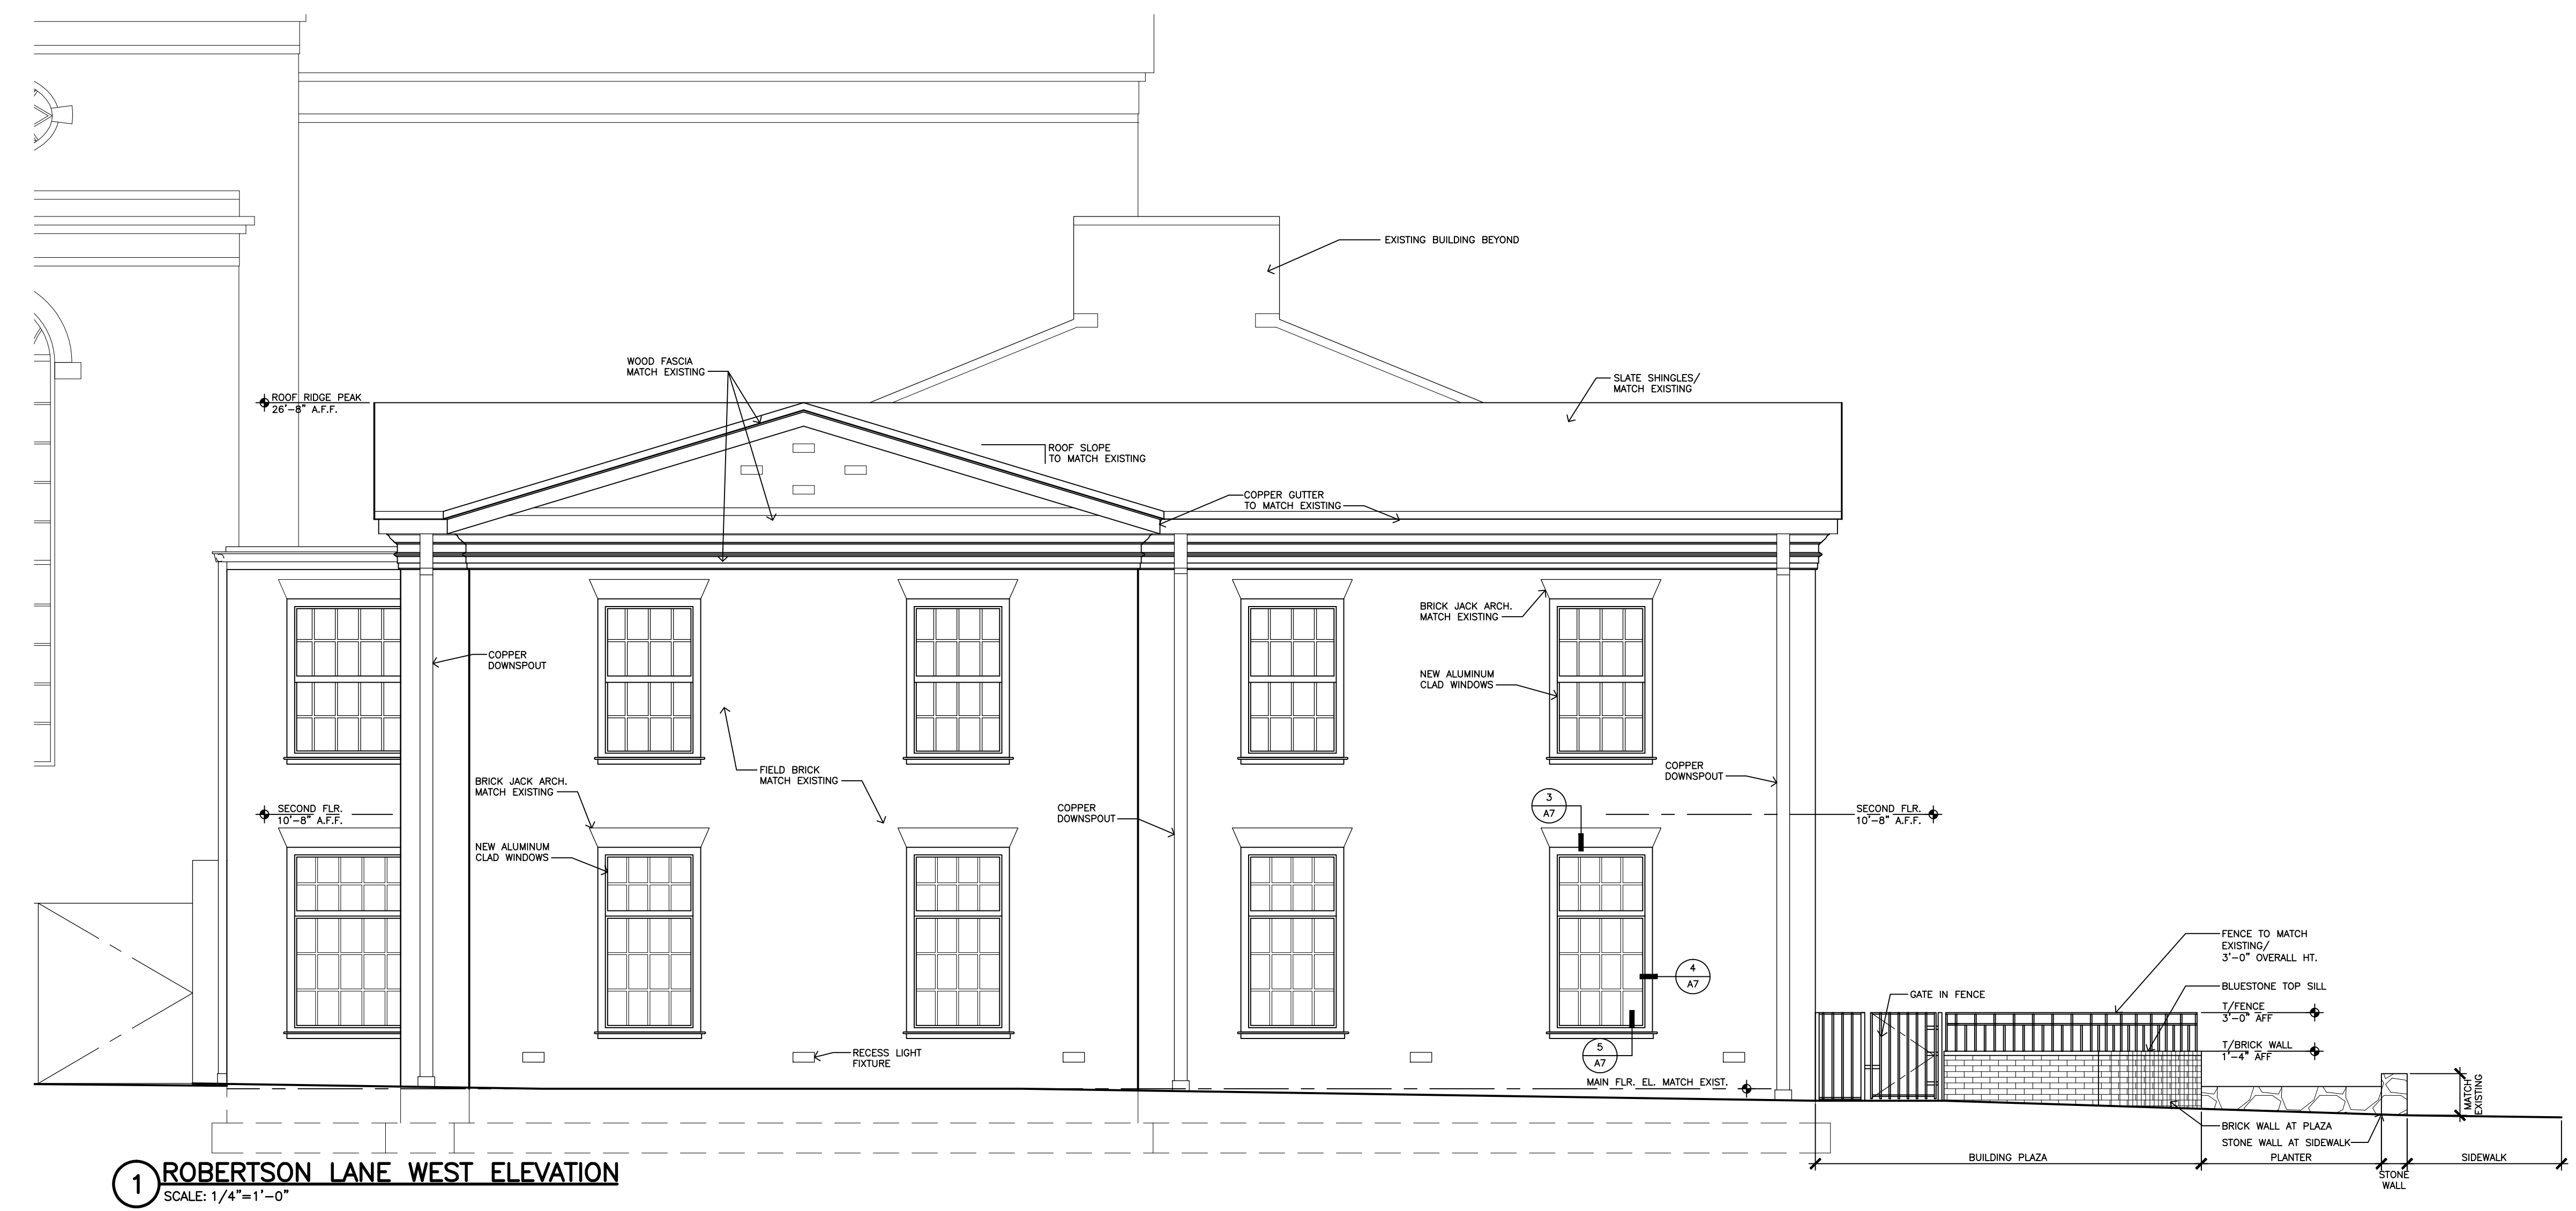 EXISTING BUILDING BEYOND
WOOD FASCIA
MATCH EXISTING
SLATE SHINGLES/
MATCH EXISTING
ROOF RIDGE PEAK
26'-8" A.F.F.
ROOF SLOPE
TO MATCH EXISTING
COPPER GUTTER
TO MATCH EXISTING
BRICK JACK ARCH.
MATCH EXISTING
COPPER
DOWNSPOUT
NEW ALUMINUM
CLAD WINDOWS
FIELD BRICK
MATCH EXISTING
COPPER
DOWNSPOUT
BRICK JACK ARCH.
MATCH EXISTING
3
A7
SECOND FLR.
10'-8" A.F.F.
COPPER
DOWNSPOUT
SECOND FLR.
10'-8" A.F.F.
NEW ALUMINUM
CLAD WINDOWS
FENCE TO MATCH
EXISTING/
3'-0" OVERALL HT.
4
A7
BLUESTONE TOP SILL
GATE IN FENCE
T/FENCE
3'-0" AFF
5
A7
T/BRICK WALL
1'-4" AFF
RECESS LIGHT
FIXTURE
MAIN FLR. EL. MATCH EXIST.
MATCH
EXISTING
BRICK WALL AT PLAZA
STONE WALL AT SIDEWALK
BUILDING PLAZA
PLANTER
STONE
WALL
SIDEWALK
1
ROBERTSON LANE WEST ELEVATION
SCALE: 1/4"=1'-0"